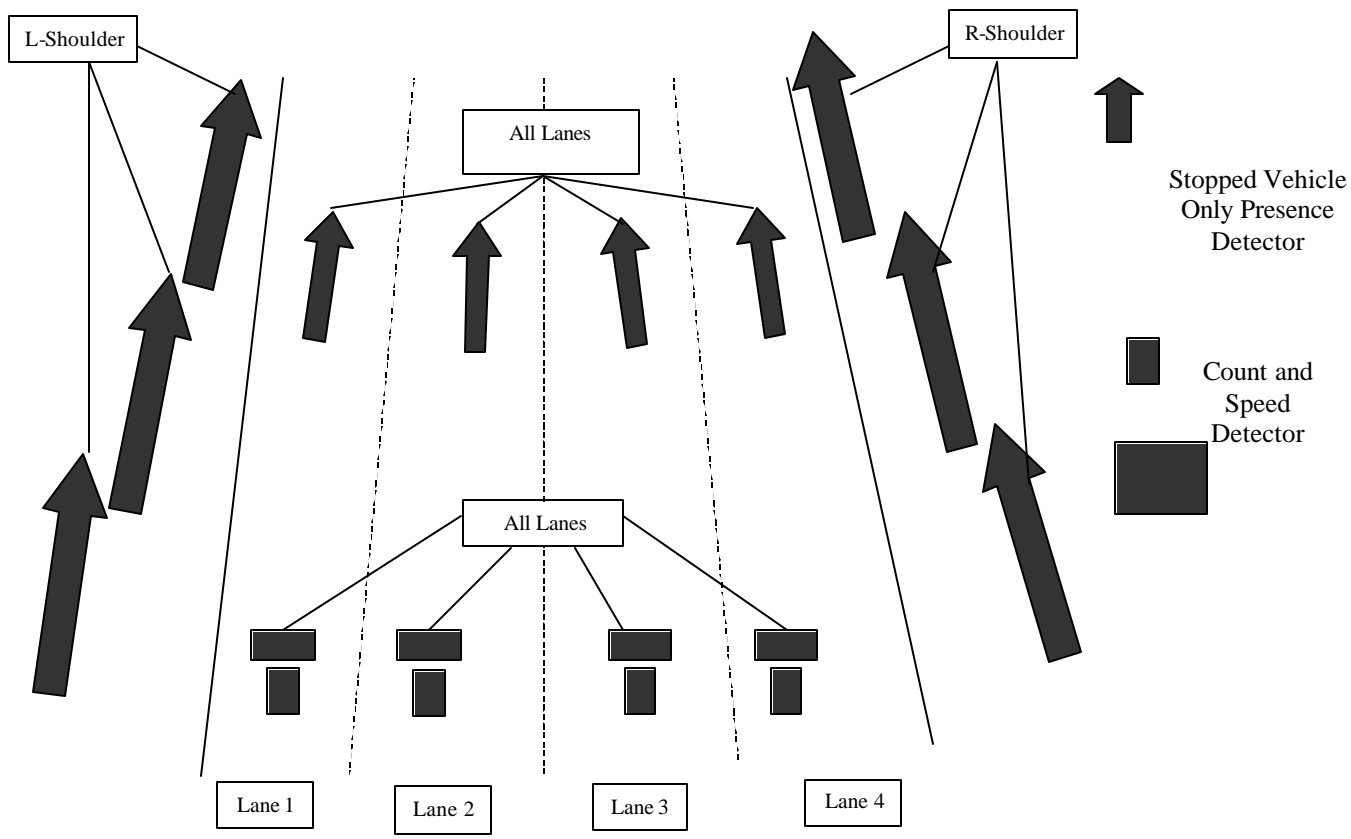 L-Shoulder
R-Shoulder
All Lanes
Stopped Vehicle
Only Presence
Detector
Count and
Speed
Detector
All Lanes
Lane 1
Lane 2
Lane 3
Lane 4